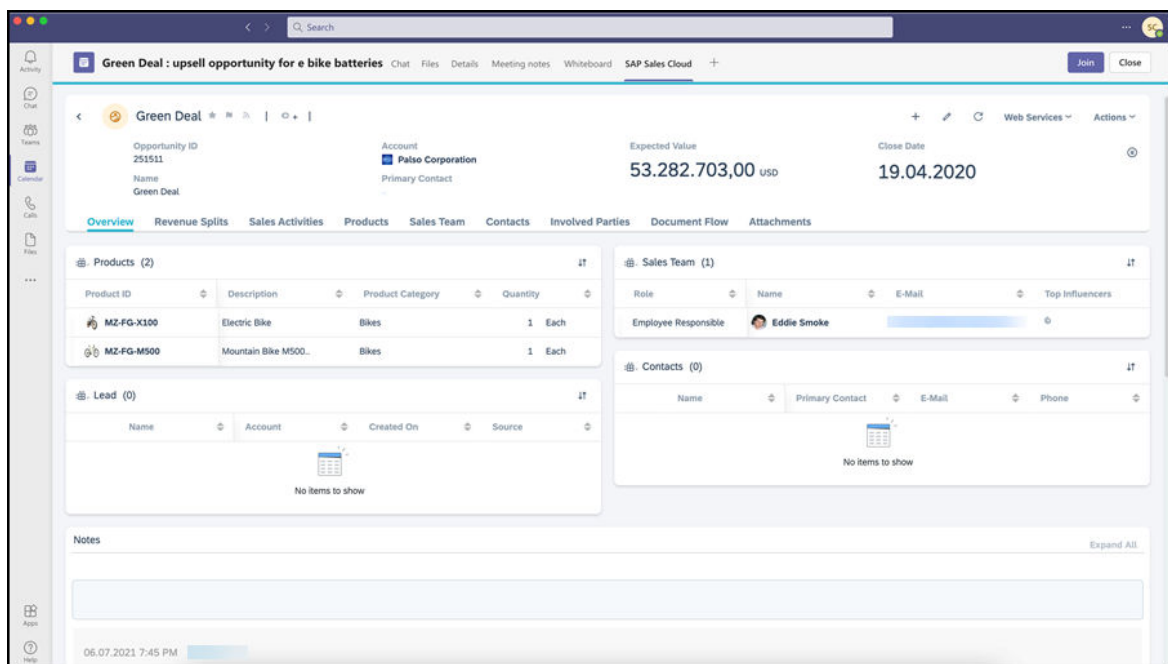 Search
SC
Activity
Chat
Teams
Calendar
Calls
Files
Apps
Help
Green Deal : upsell opportunity for e bike batteries Chat Files Details Meeting notes Whiteboard SAP Sales Cloud + Join Close
Green Deal Web Services Actions
Opportunity ID Account Expected Value Close Date
251511 Palso Corporation 53.282.703,00 USD 19.04.2020
Name Primary Contact
Green Deal
Overview Revenue Splits Sales Activities Products Sales Team Contacts Involved Parties Document Flow Attachments
Products (2)
Product ID Description Product Category Quantity
MZ-FG-X100 Electric Bike Bikes 1 Each
MZ-FG-M500 Mountain Bike M500.. Bikes 1 Each
Sales Team (1)
Role Name E-Mail Top Influencers
Employee Responsible Eddie Smoke
Lead (0)
Name Account Created On Source
No items to show
Contacts (0)
Name Primary Contact E-Mail Phone
No items to show
Notes
Expand All
06.07.2021 7:45 PM